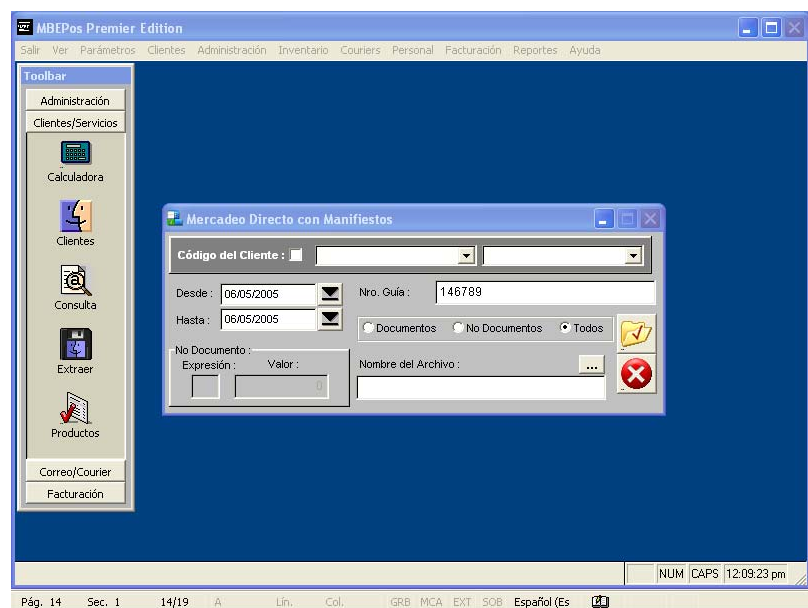 MBEPos Premier Edition
Salir Ver Parámetros Clientes Administración Inventario Couriers Personal Facturación Reportes Ayuda
Toolbar
Administración
Clientes/Servicios
Calculadora
Clientes
Consulta
Extraer
Productos
Correo/Courier
Facturación
Mercadeo Directo con Manifiestos
Código del Cliente :
Desde : 06/05/2005
Nro. Guía : 146789
Hasta : 06/05/2005
Documentos No Documentos Todos
No Documento :
Expresión : Valor :
0
Nombre del Archivo :
...
NUM CAPS 12:09:23 pm
Pág. 14 Sec. 1 14/19 A Lín. Col. GRB MCA EXT SOB Español (Es